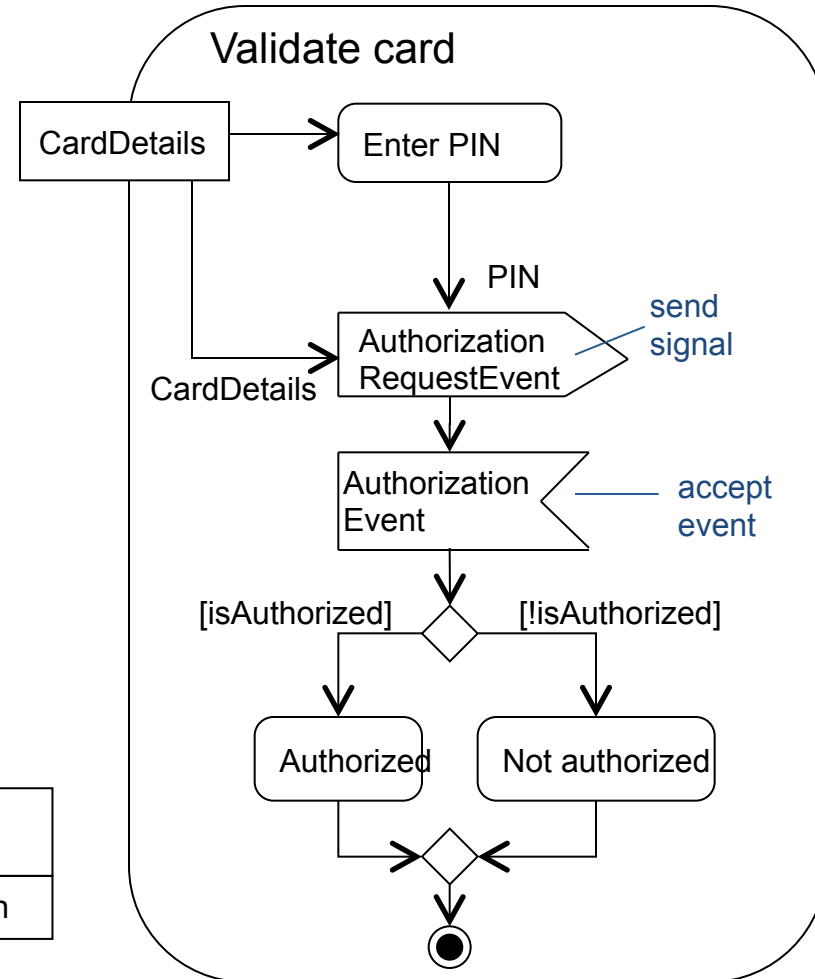 Validate card
CardDetails
Enter PIN
PIN
send
signal
Authorization
RequestEvent
CardDetails
Authorization
Event
accept
event
[isAuthorized]
[!isAuthorized]
Authorized
Not authorized